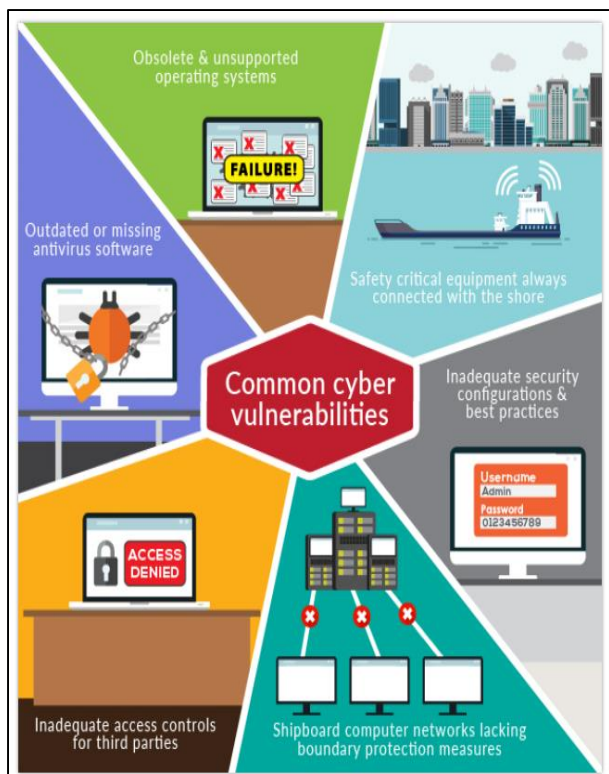 Obsolete & unsupported
operating systems
FAILURE!
Outdated or missing
antivirus software
Safety critical equipment always
connected with the shore
Common cyber
vulnerabilities
Inadequate security
configurations &
best practices
Username
Admin
Password
0123456789
ACCESS
DENIED
Inadequate access controls
for third parties
Shipboard computer networks lacking
boundary protection measures